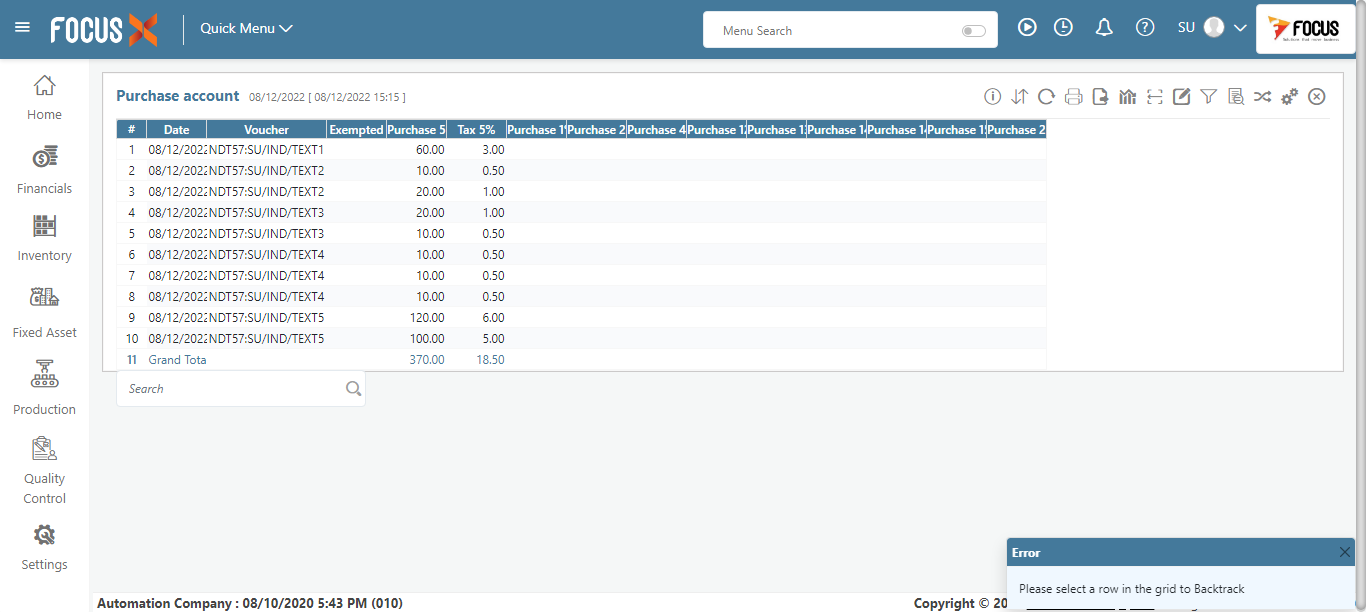 FOCUS X Quick Menu Menu Search SU FOCUS
Home
Financials
Inventory
Fixed Asset
Production
Quality
Control
Settings
Purchase account 08/12/2022 [ 08/12/2022 15:15 ]
# Date Voucher Exempted Purchase 5 Tax 5% Purchase 1 Purchase 2 Purchase 4 Purchase 12 Purchase 12 Purchase 14 Purchase 14 Purchase 15 Purchase 2
1 08/12/2022 NDT57:SU/IND/TEXT1 60.00 3.00
2 08/12/2022 NDT57:SU/IND/TEXT2 10.00 0.50
3 08/12/2022 NDT57:SU/IND/TEXT2 20.00 1.00
4 08/12/2022 NDT57:SU/IND/TEXT3 20.00 1.00
5 08/12/2022 NDT57:SU/IND/TEXT3 10.00 0.50
6 08/12/2022 NDT57:SU/IND/TEXT4 10.00 0.50
7 08/12/2022 NDT57:SU/IND/TEXT4 10.00 0.50
8 08/12/2022 NDT57:SU/IND/TEXT4 10.00 0.50
9 08/12/2022 NDT57:SU/IND/TEXT5 120.00 6.00
10 08/12/2022 NDT57:SU/IND/TEXT5 100.00 5.00
11 Grand Tota 370.00 18.50
Search
Error
Please select a row in the grid to Backtrack
Automation Company : 08/10/2020 5:43 PM (010) Copyright © 20